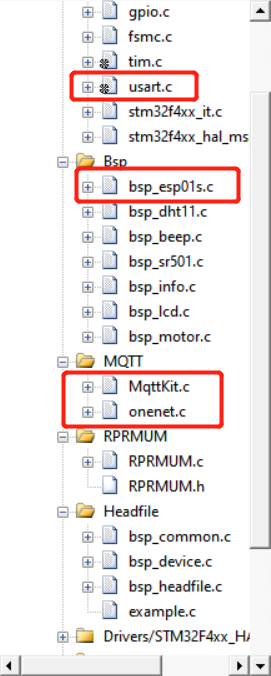 gpio.c
fsmc.c
tim.c
usart.c
stm32f4xx_it.c
stm32f4xx_hal_ms
Bsp
bsp_esp01s.c
bsp_dht11.c
bsp_beep.c
bsp_sr501.c
bsp_info.c
bsp_lcd.c
bsp_motor.c
MQTT
MqttKit.c
onenet.c
RPRMUM
RPRMUM.c
RPRMUM.h
Headfile
bsp_common.c
bsp_device.c
bsp_headfile.c
example.c
Drivers/STM32F4xx_HA